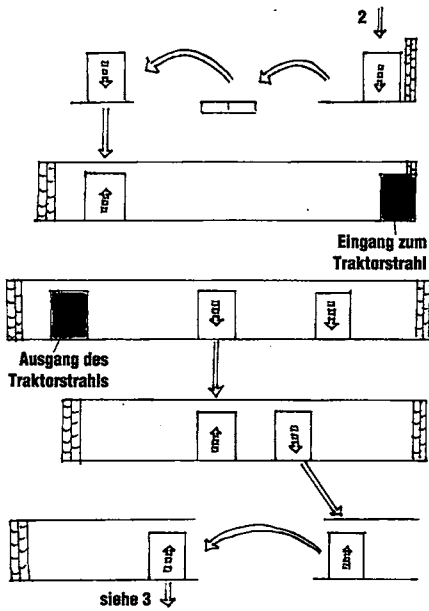 2
Eingang zum
Traktorstrahl
Ausgang des
Traktorstrahls
siehe 3